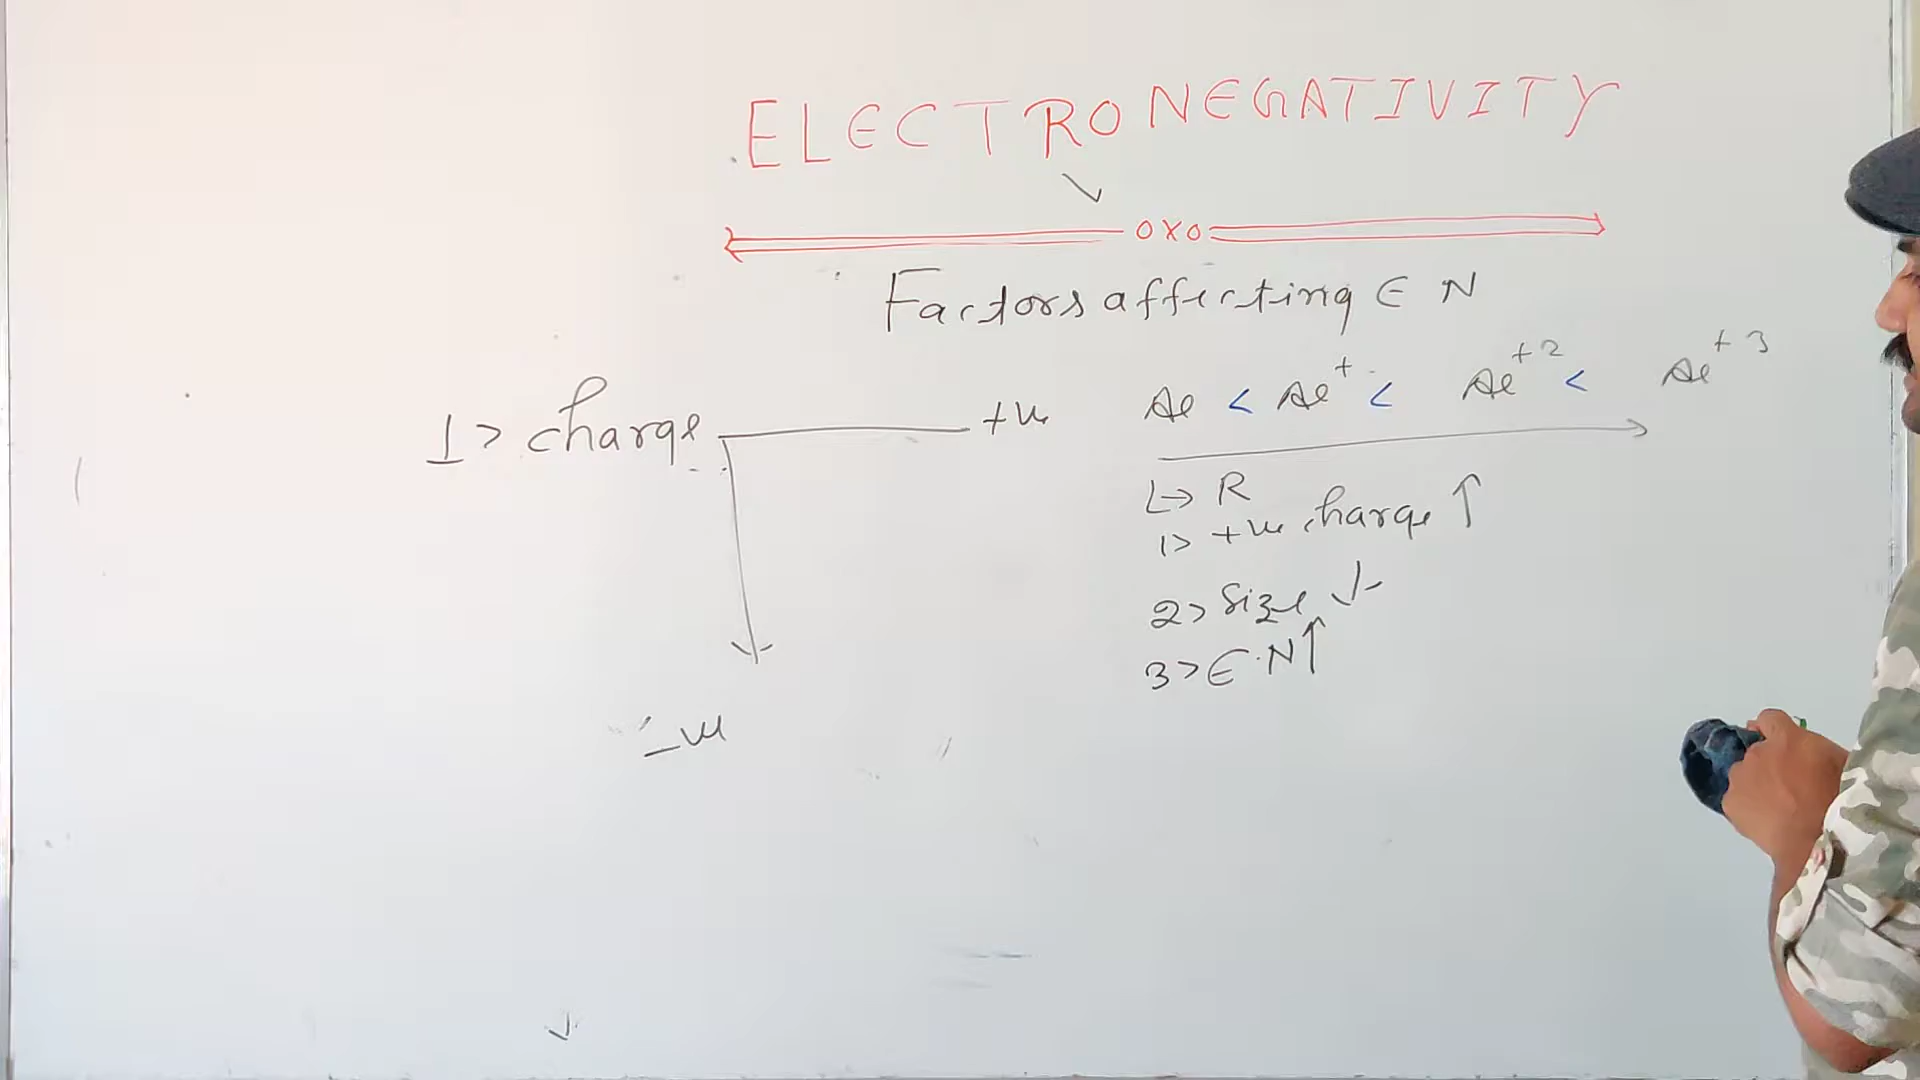 ELECTRONEGATIVITY
oxo
Factors affecting E N
1> charge +ve Al < Al+ < Al+2 < Al+3
L> R
1> +ve charge ↑
2> Size ↓
3> E.N ↑
-ve